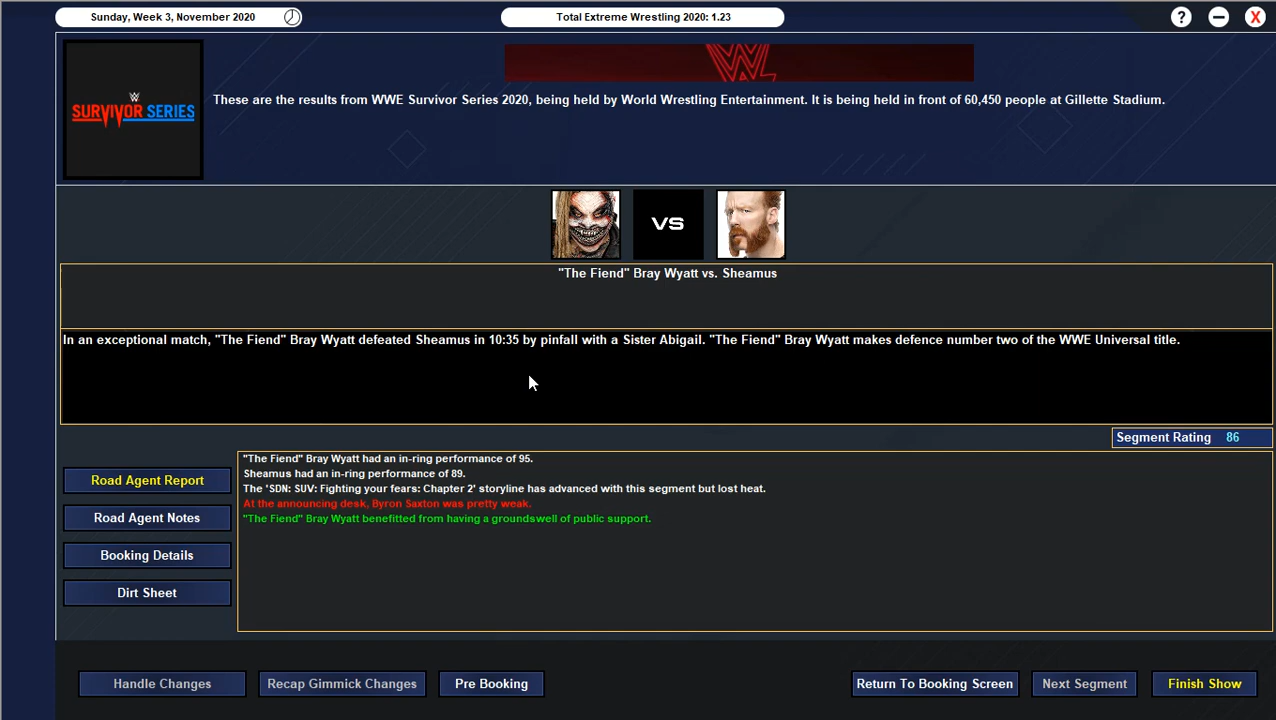 Sunday, Week 3, November 2020
Total Extreme Wrestling 2020: 1.23
?
X
W
SURVIVOR SERIES
These are the results from WWE Survivor Series 2020, being held by World Wrestling Entertainment. It is being held in front of 60,450 people at Gillette Stadium.
VS
"The Fiend" Bray Wyatt vs. Sheamus
In an exceptional match, "The Fiend" Bray Wyatt defeated Sheamus in 10:35 by pinfall with a Sister Abigail. "The Fiend" Bray Wyatt makes defence number two of the WWE Universal title.
Segment Rating 86
Road Agent Report
Road Agent Notes
Booking Details
Dirt Sheet
"The Fiend" Bray Wyatt had an in-ring performance of 95.
Sheamus had an in-ring performance of 89.
The 'SDN: SUV: Fighting your fears: Chapter 2' storyline has advanced with this segment but lost heat.
At the announcing desk, Byron Saxton was pretty weak.
"The Fiend" Bray Wyatt benefitted from having a groundswell of public support.
Handle Changes
Recap Gimmick Changes
Pre Booking
Return To Booking Screen
Next Segment
Finish Show